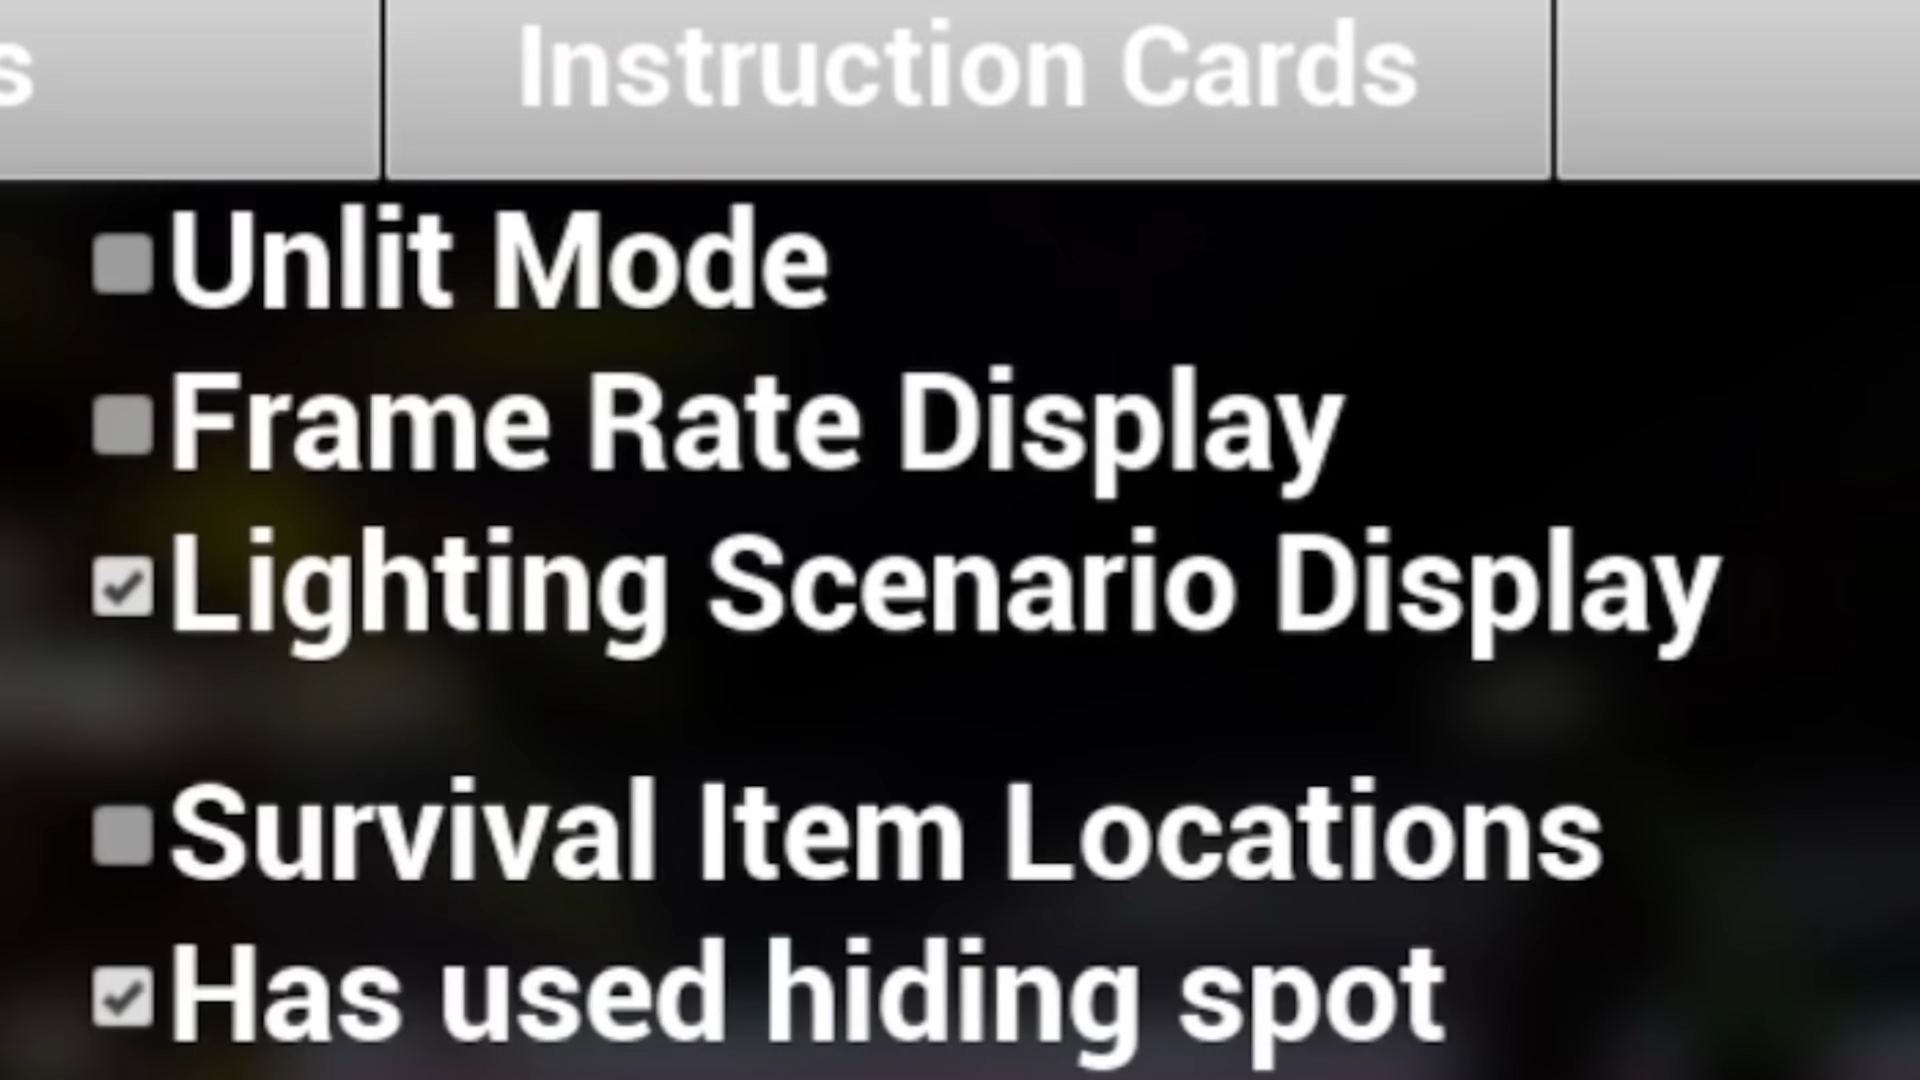 s Instruction Cards
Unlit Mode
Frame Rate Display
Lighting Scenario Display
Survival Item Locations
Has used hiding spot